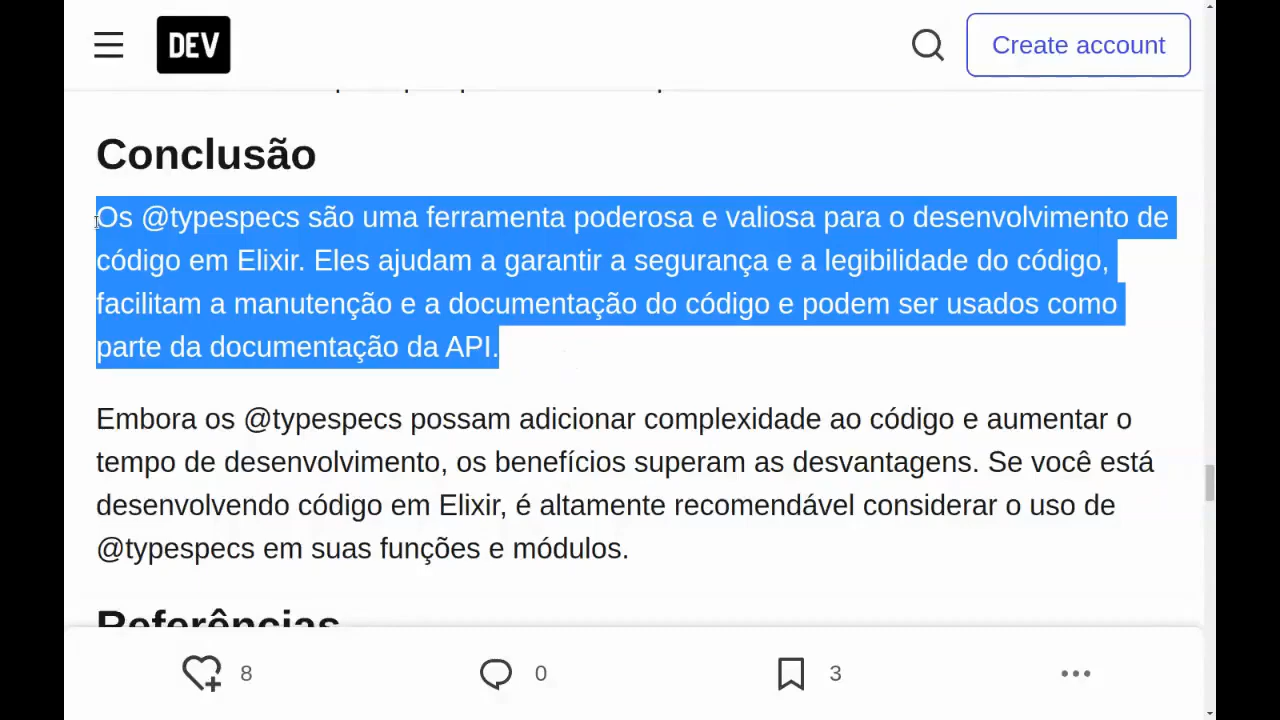 DEV
Create account
Conclusão
Os @typespecs são uma ferramenta poderosa e valiosa para o desenvolvimento de
código em Elixir. Eles ajudam a garantir a segurança e a legibilidade do código,
facilitam a manutenção e a documentação do código e podem ser usados como
parte da documentação da API.
Embora os @typespecs possam adicionar complexidade ao código e aumentar o
tempo de desenvolvimento, os benefícios superam as desvantagens. Se você está
desenvolvendo código em Elixir, é altamente recomendável considerar o uso de
@typespecs em suas funções e módulos.
Referências
8
0
3